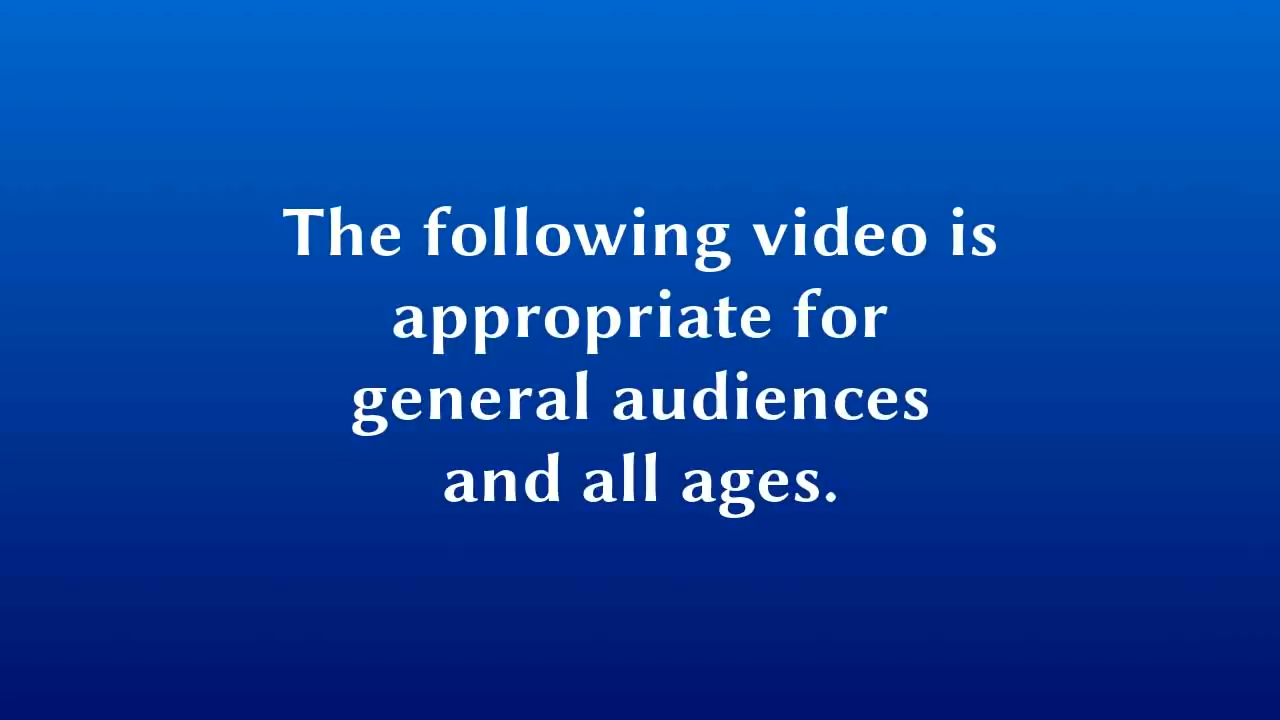 The following video is
appropriate for
general audiences
and all ages.